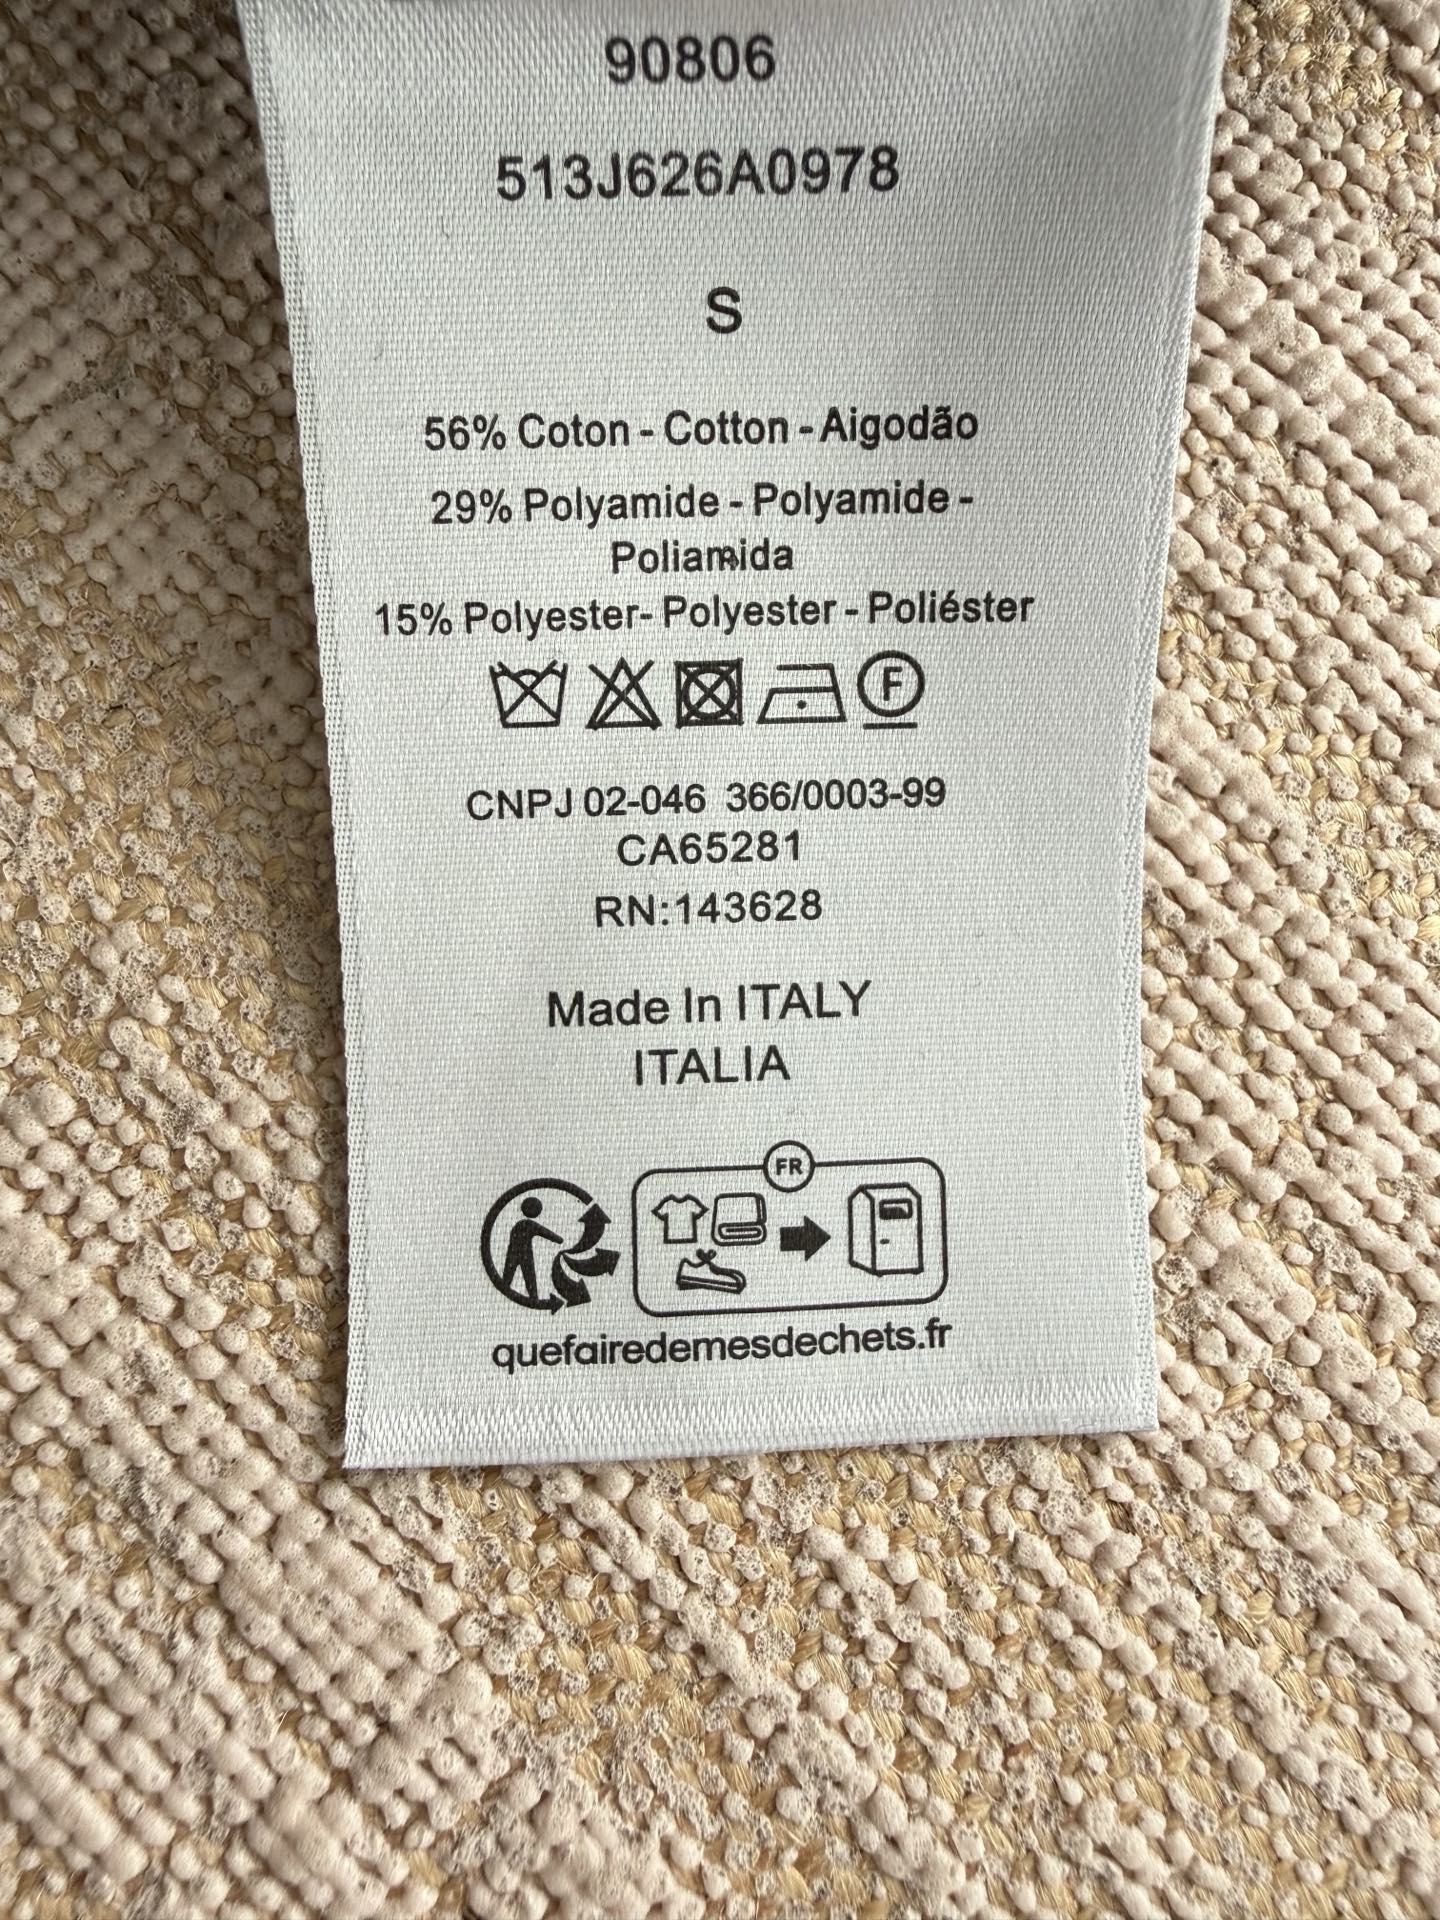 90806
513J626A0978
S
56% Coton - Cotton - Aigodão
29% Polyamide - Polyamide -
Poliamida
15% Polyester- Polyester - Poliéster
F
CNPJ 02-046 366/0003-99
CA65281
RN:143628
Made In ITALY
ITALIA
FR
quefairedemesdechets.fr